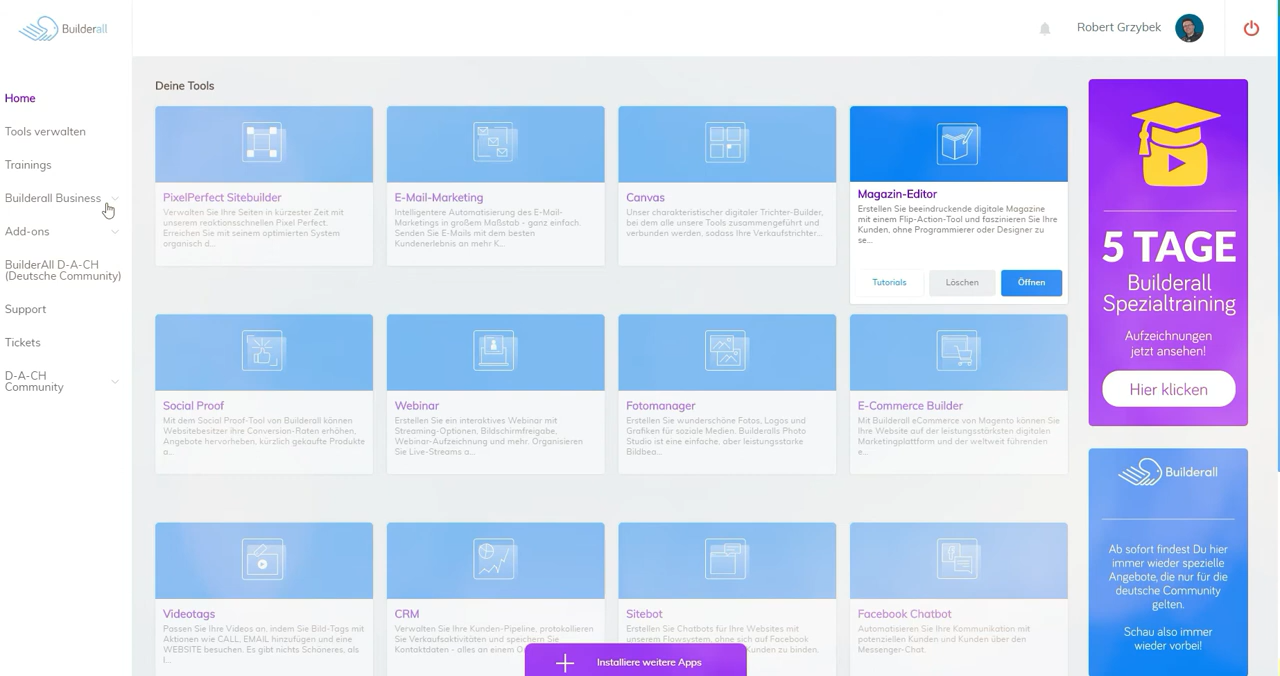 Builderall
Robert Grzybek
Home
Tools verwalten
Trainings
Builderall Business
Add-ons
BuilderAll D-A-CH
(Deutsche Community)
Support
Tickets
D-A-CH
Community
Deine Tools
PixelPerfect Sitebuilder
Verwalten Sie Ihre Seiten in kürzester Zeit mit
unserem reaktionsschnellen Pixel Perfect.
Erreichen Sie mit seinem optimierten System
organisch d...
E-Mail-Marketing
Intelligentere Automatisierung des E-Mail-
Marketings in großem Maßstab - ganz einfach.
Senden Sie E-Mails mit dem besten
Kundenerlebnis an mehr K...
Canvas
Unser charakteristischer digitaler Trichter-Builder,
bei dem alle unsere Tools zusammengeführt und
verbunden werden, sodass Ihre Verkaufstrichter...
Magazin-Editor
Erstellen Sie beeindruckende digitale Magazine
mit einem Flip-Action-Tool und faszinieren Sie Ihre
Kunden, ohne Programmierer oder Designer zu
se...
Tutorials
Löschen
Öffnen
Social Proof
Mit dem Social Proof-Tool von Builderall können
Websitebesitzer ihre Conversion-Raten erhöhen,
Angebote hervorheben, kürzlich gekaufte Produkte
a...
Webinar
Erstellen Sie ein interaktives Webinar mit
Streaming-Optionen, Bildschirmfreigabe,
Webinar-Aufzeichnung und mehr. Organisieren
Sie Live-Streams a...
Fotomanager
Erstellen Sie wunderschöne Fotos, Logos und
Grafiken für soziale Medien. Builderalls Photo
Studio ist eine einfache, aber leistungsstarke
Bildbea...
E-Commerce Builder
Mit Builderall eCommerce von Magento können Sie
Ihre Website auf der leistungsstärksten digitalen
Marketingplattform und der weltweit führenden
e...
Videotags
Passen Sie Ihre Videos an, indem Sie Bild-Tags mit
Aktionen wie CALL, EMAIL hinzufügen und eine
WEBSITE besuchen. Es gibt nichts Schöneres, als
I...
CRM
Verwalten Sie Ihre Kunden-Pipeline, protokollieren
Sie Verkaufsaktivitäten und speichern Sie
Kontaktdaten - alles an einem O
Sitebot
Erstellen Sie Chatbots für Ihre Websites mit
unserem Flowsystem, ohne sich auf Facebook
Kunden zu binden.
Facebook Chatbot
Automatisieren Sie Ihre Kommunikation mit
potenziellen Kunden und Kunden über den
Messenger-Chat.
Installiere weitere Apps
5 TAGE
Builderall
Spezialtraining
Aufzeichnungen
jetzt ansehen!
Hier klicken
Builderall
Ab sofort findest Du hier
immer wieder spezielle
Angebote, die nur für die
deutsche Community
gelten.
Schau also immer
wieder vorbei!